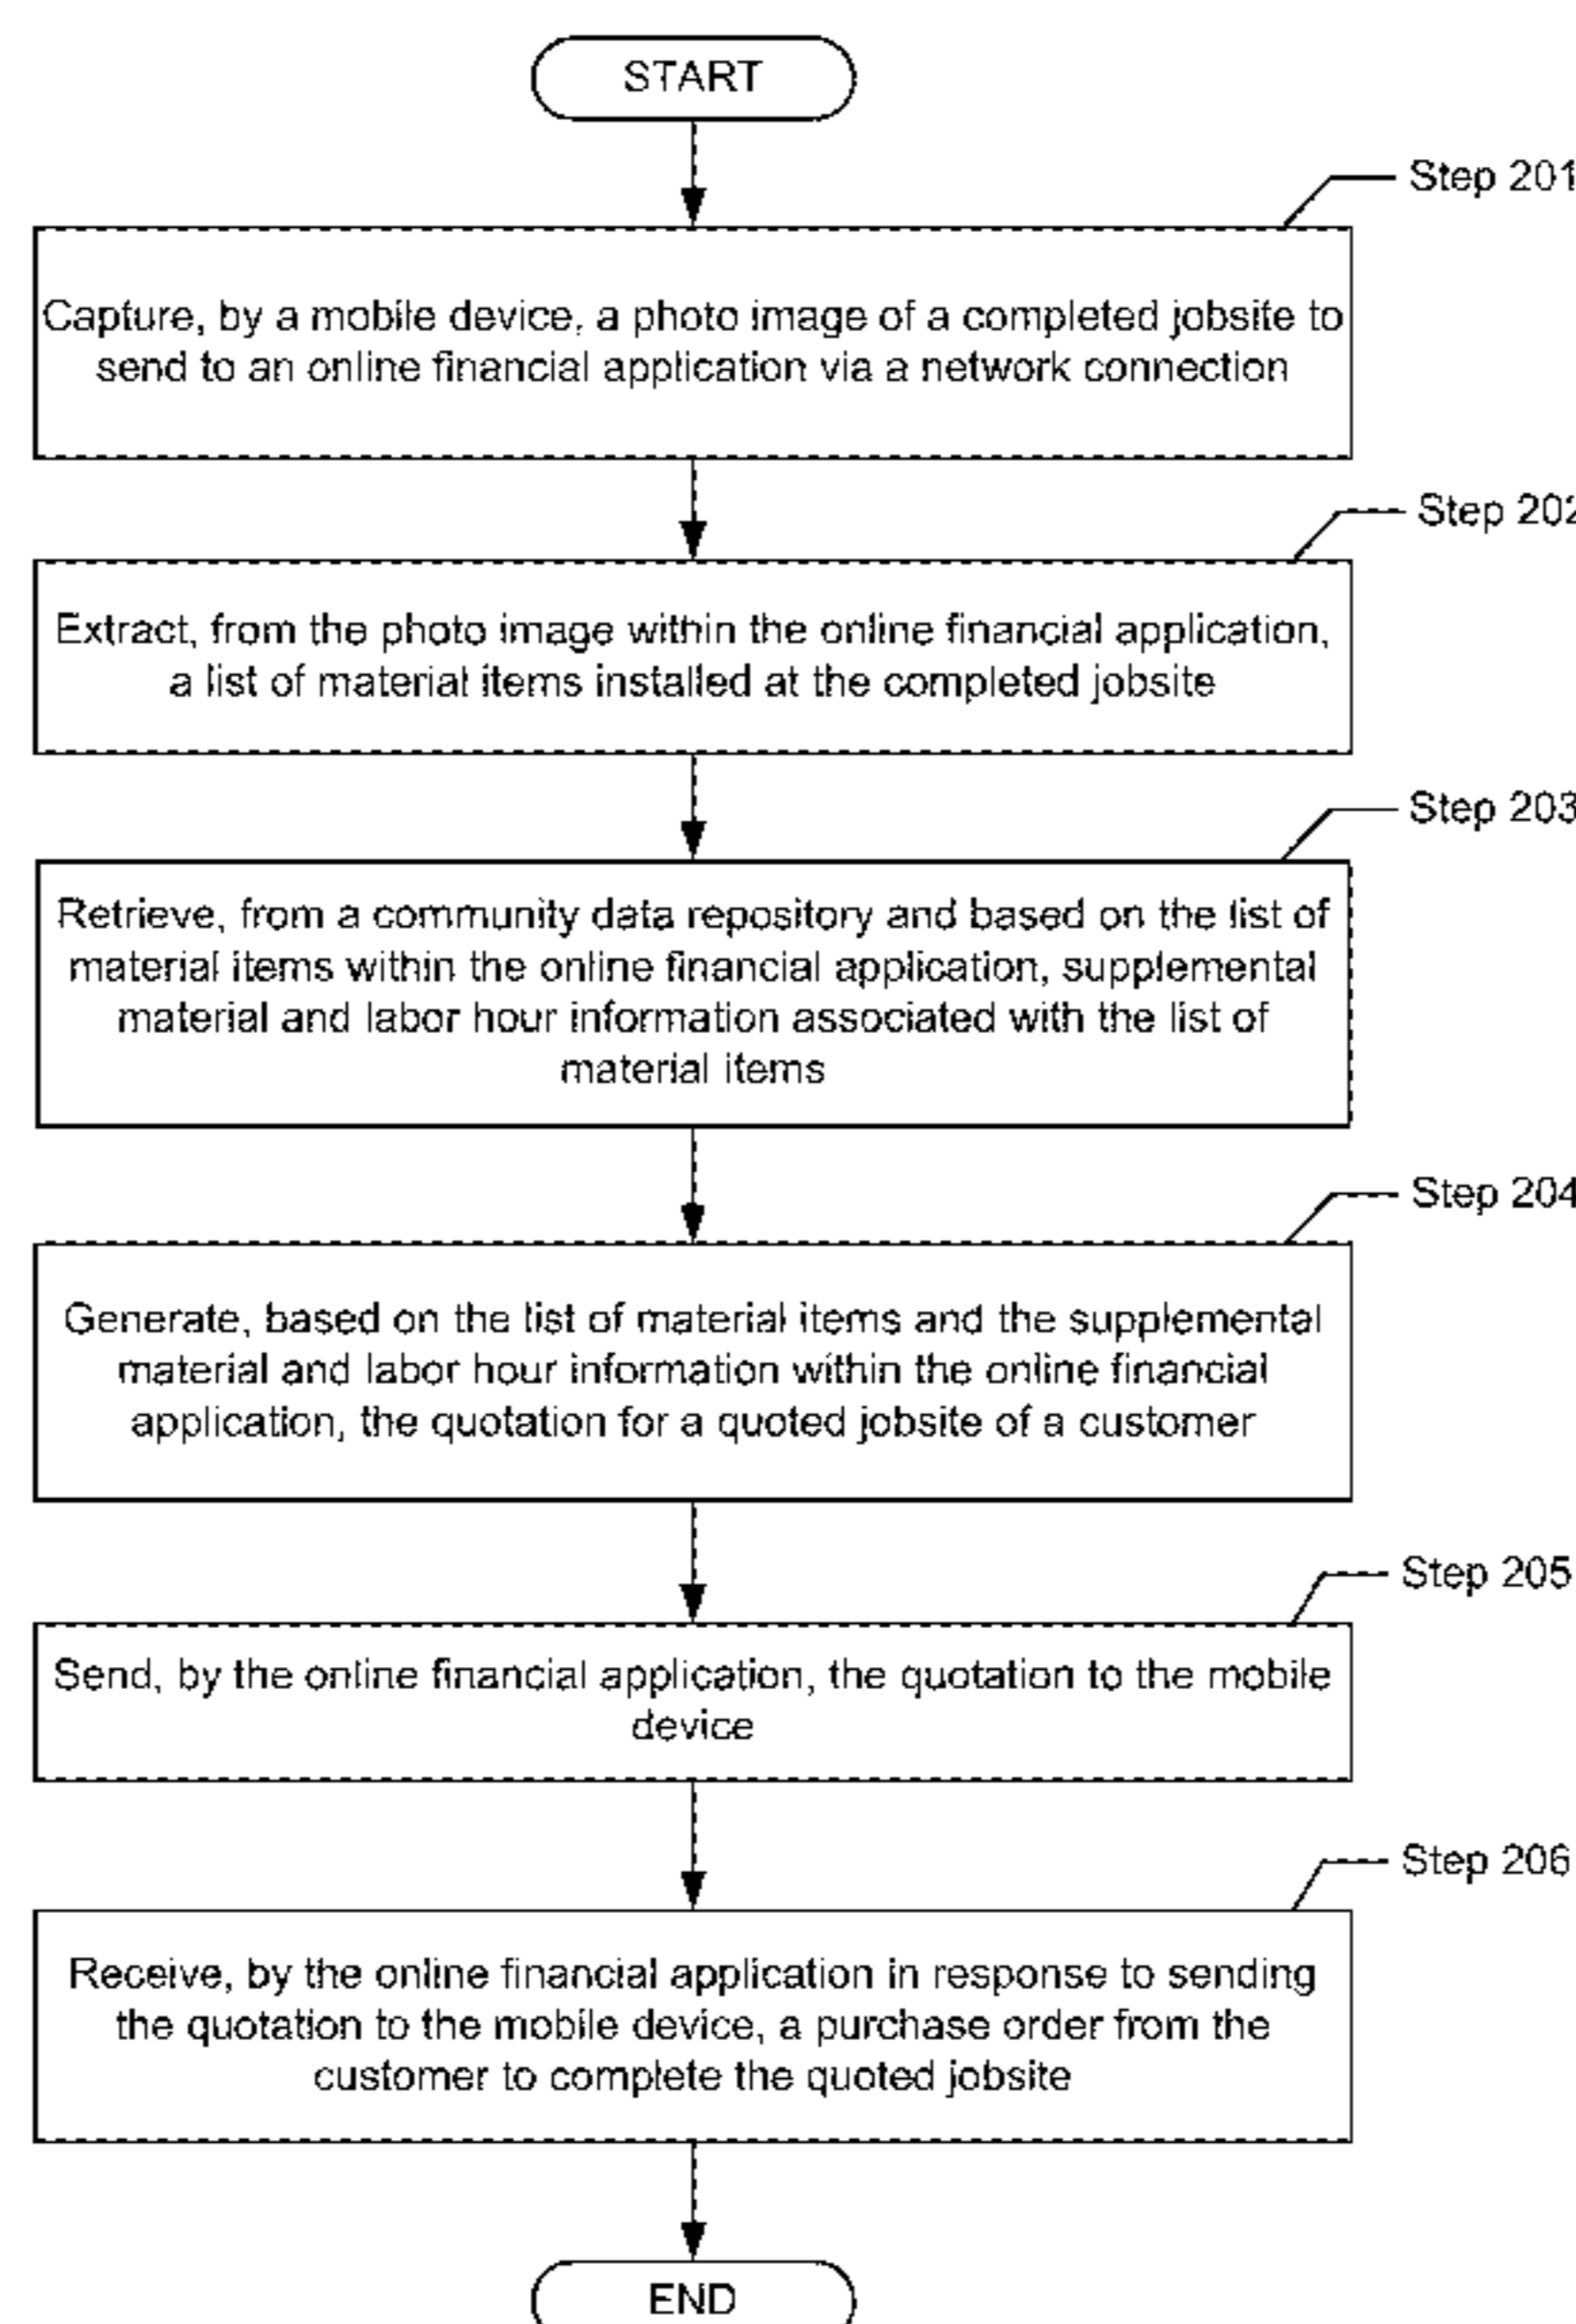 START
Step 201
Capture, by a mobile device, a photo image of a completed jobsite to
send to an online financial application via a network connection
Step 202
Extract, from the photo image within the online financial application,
a list of material items installed at the completed jobsite
Step 203
Retrieve, from a community data repository and based on the list of
material items within the online financial application, supplemental
material and labor hour information associated with the list of
material items
Step 204
Generate, based on the list of material items and the supplemental
material and labor hour information within the online financial
application, the quotation for a quoted jobsite of a customer
Step 205
Send, by the online financial application, the quotation to the mobile
device
Step 206
Receive, by the online financial application in response to sending
the quotation to the mobile device, a purchase order from the
customer to complete the quoted jobsite
END